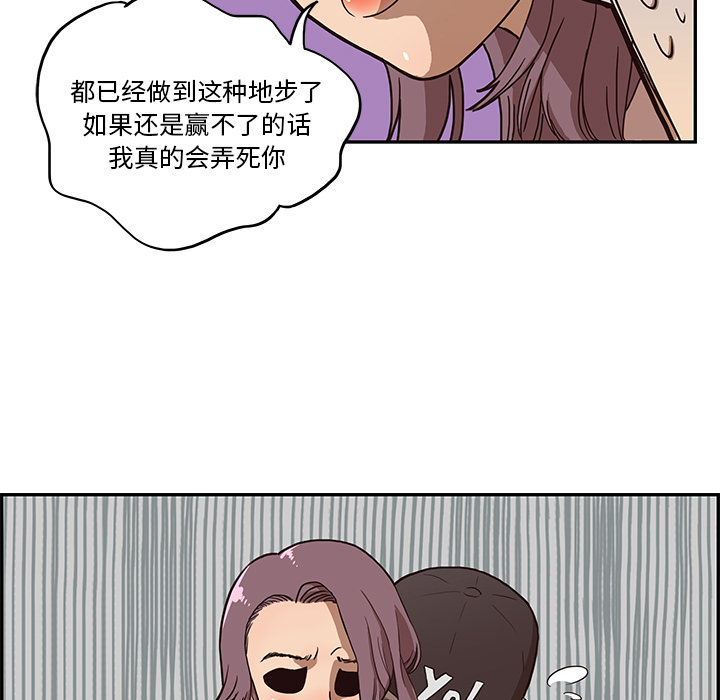 都已经做到这种地步了
如果还是赢不了的话
我真的会弄死你